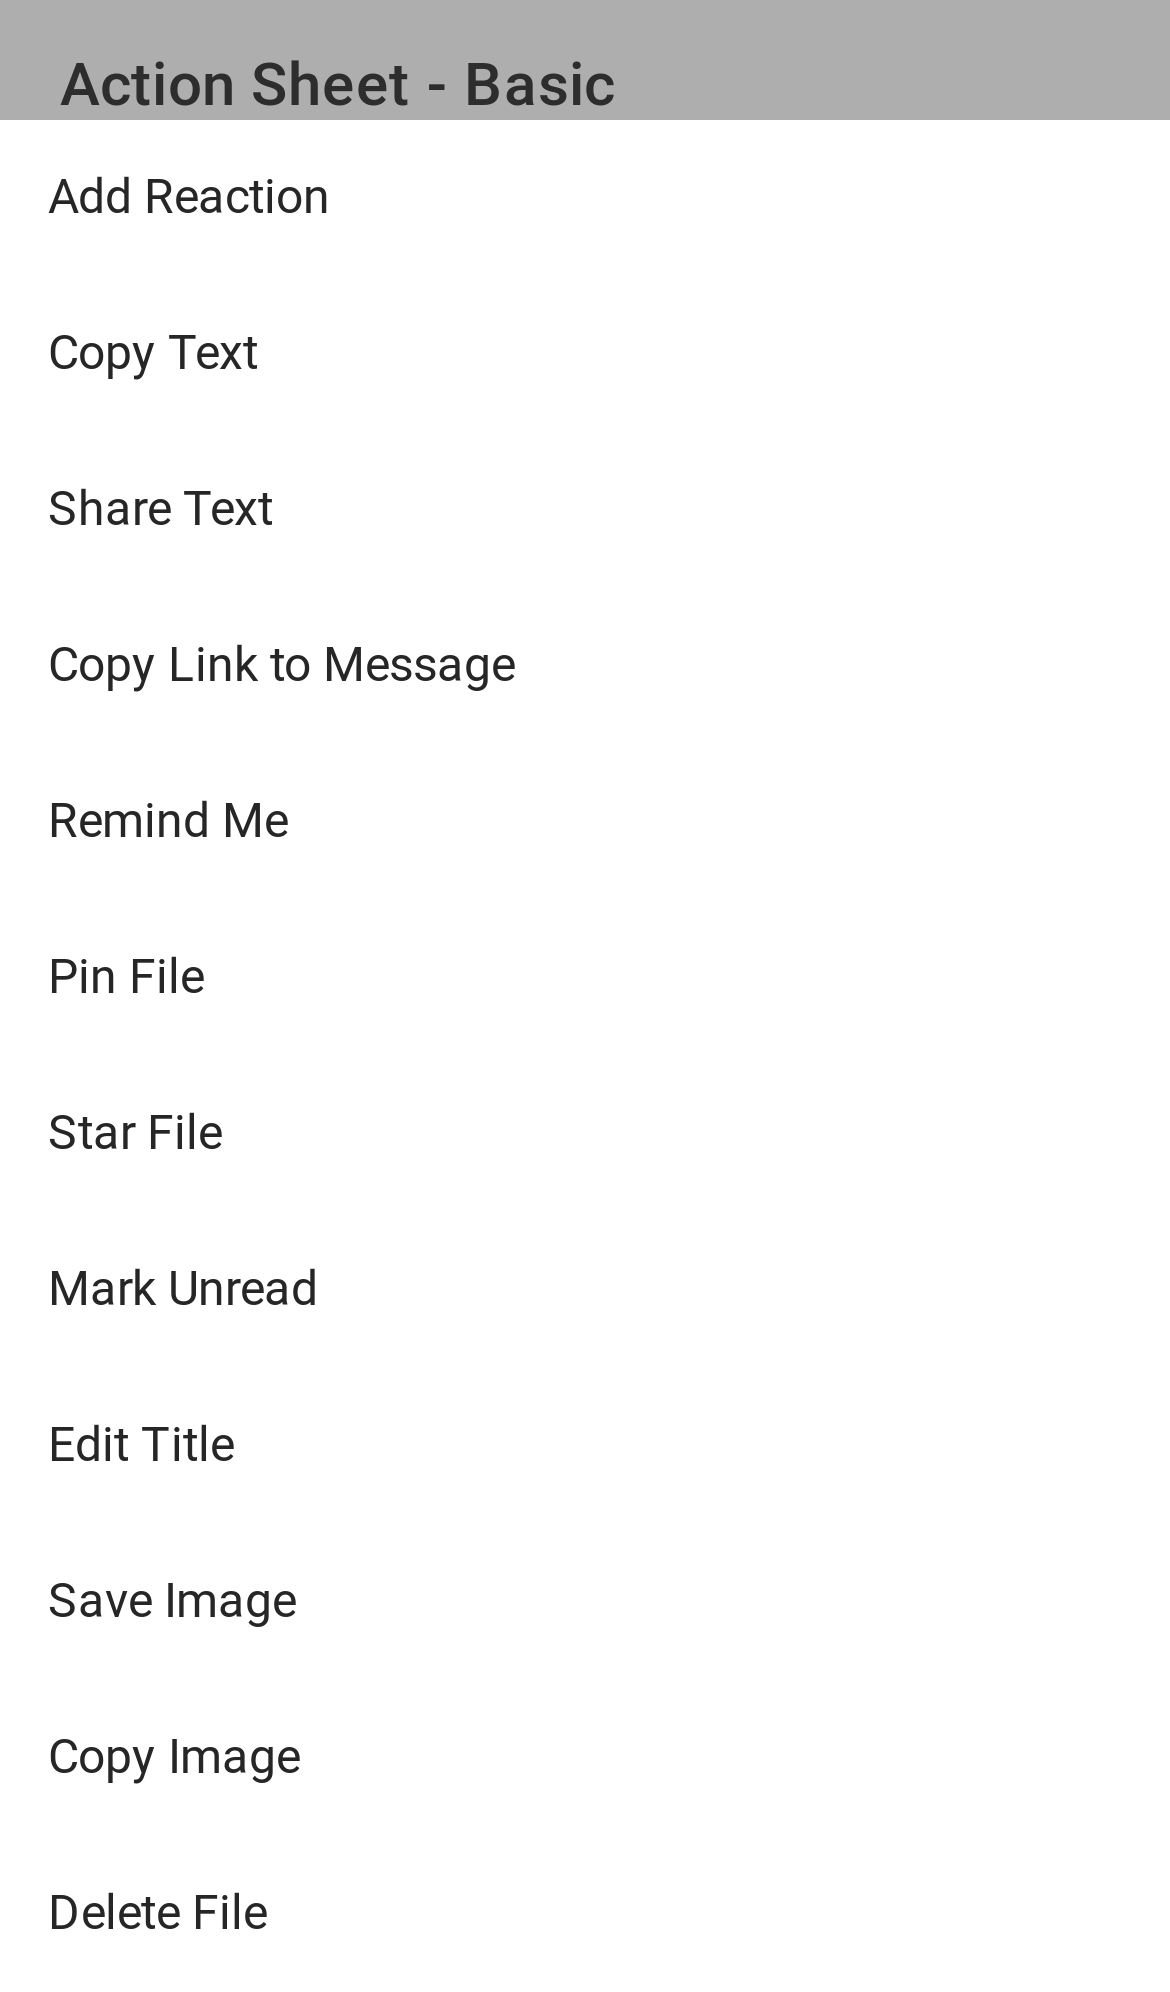 Action Sheet - Basic
Add Reaction
Copy Text
Share Text
Copy Link to Message
Remind Me
Pin File
Star File
Mark Unread
Edit Title
Save Image
Copy Image
Delete File